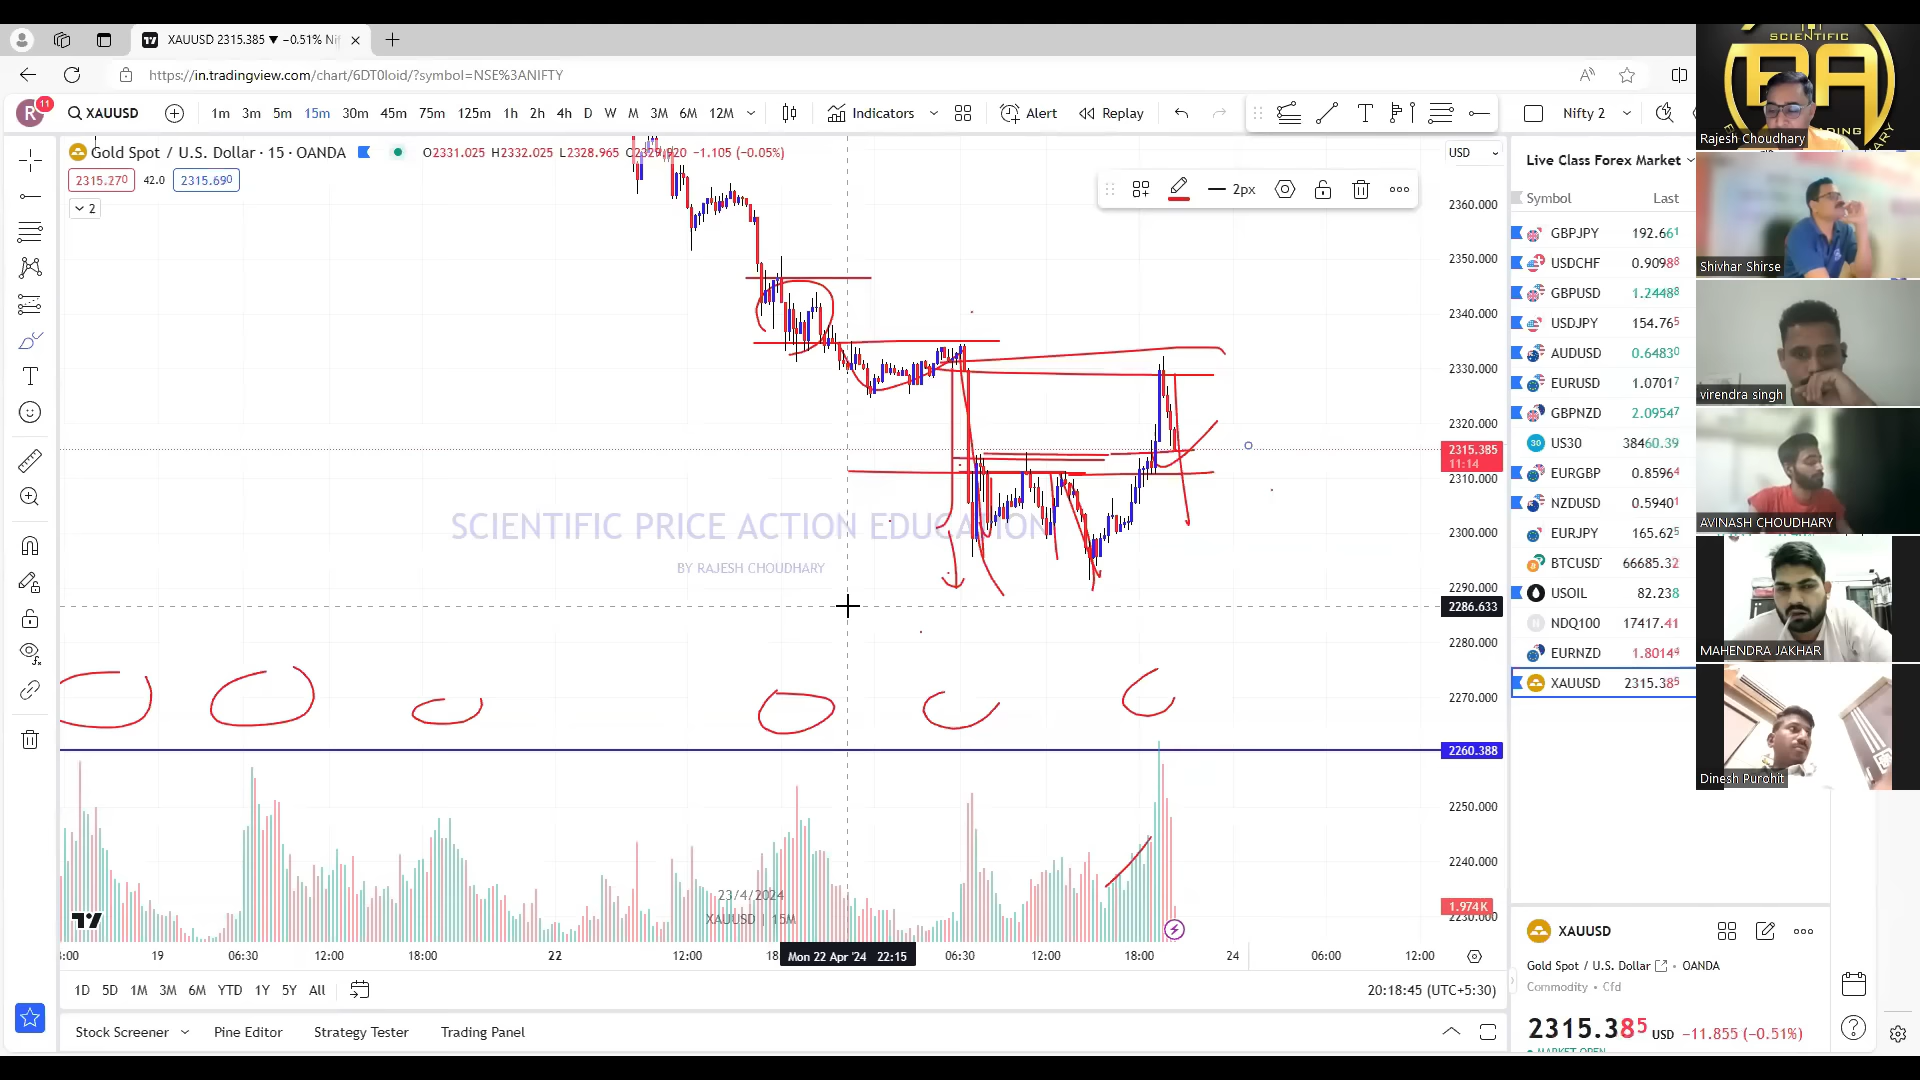 XAUUSD 2315.385 ▼ −0.51% Ni
https://in.tradingview.com/chart/6DT0loid/?symbol=NSE%3ANIFTY
R 11 XAUUSD 1m 3m 5m 15m 30m 45m 75m 125m 1h 2h 4h D W M 3M 6M 12M Indicators Alert Replay T Nifty 2
Gold Spot / U.S. Dollar · 15 · OANDA O2331.025 H2332.025 L2328.965 C2329.920 −1.105 (−0.05%)
2315.270 42.0 2315.690
2
2px
USD
2360.000
2350.000
2340.000
2330.000
2320.000
2315.385
11:14
2310.000
2300.000
2290.000
2286.633
2280.000
2270.000
2260.388
2250.000
2240.000
1.974K
2230.000
SCIENTIFIC PRICE ACTION EDUCATION
BY RAJESH CHOUDHARY
23/4/2024
XAUUSD | 15M
:00 19 06:30 12:00 18:00 22 12:00 18 Mon 22 Apr '24 22:15 06:30 12:00 18:00 24 06:00 12:00
1D 5D 1M 3M 6M YTD 1Y 5Y All 20:18:45 (UTC+5:30)
Stock Screener Pine Editor Strategy Tester Trading Panel
Live Class Forex Market
Symbol Last
GBPJPY 192.661
USDCHF 0.90988
GBPUSD 1.24488
USDJPY 154.765
AUDUSD 0.64830
EURUSD 1.07017
GBPNZD 2.09547
30 US30 38460.39
EURGBP 0.85964
NZDUSD 0.59401
EURJPY 165.625
BTCUSD 66685.32
USOIL 82.238
NDQ100 17417.41
EURNZD 1.80144
XAUUSD 2315.385
XAUUSD
Gold Spot / U.S. Dollar · OANDA
Commodity · Cfd
2315.385 USD −11.855 (−0.51%)
MARKET OPEN
SCIENTIFIC
Rajesh Choudhary
Shivhar Shirse
virendra singh
AVINASH CHOUDHARY
MAHENDRA JAKHAR
Dinesh Purohit